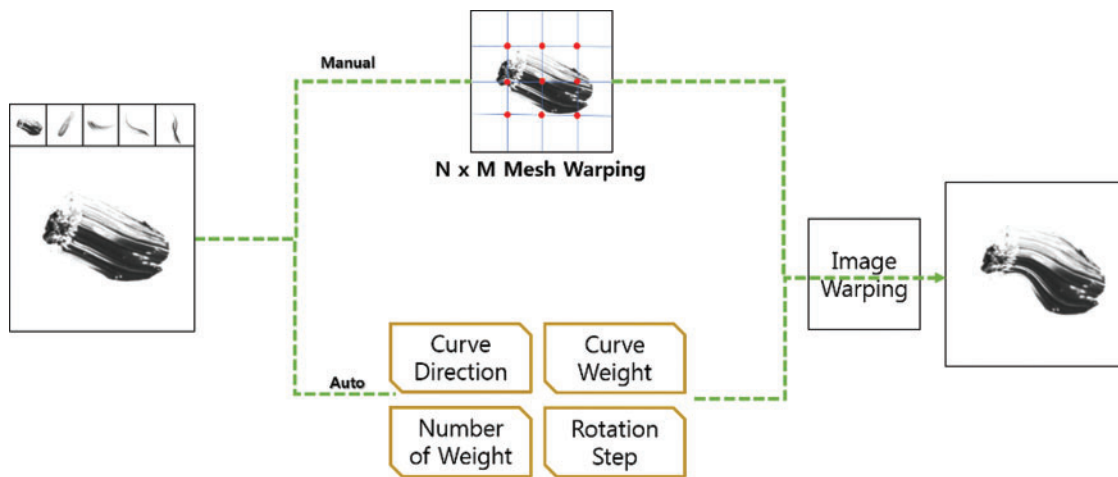 Manual
N x M Mesh Warping
Image
Warping
Auto
Curve
Direction
Curve
Weight
Number
of Weight
Rotation
Step